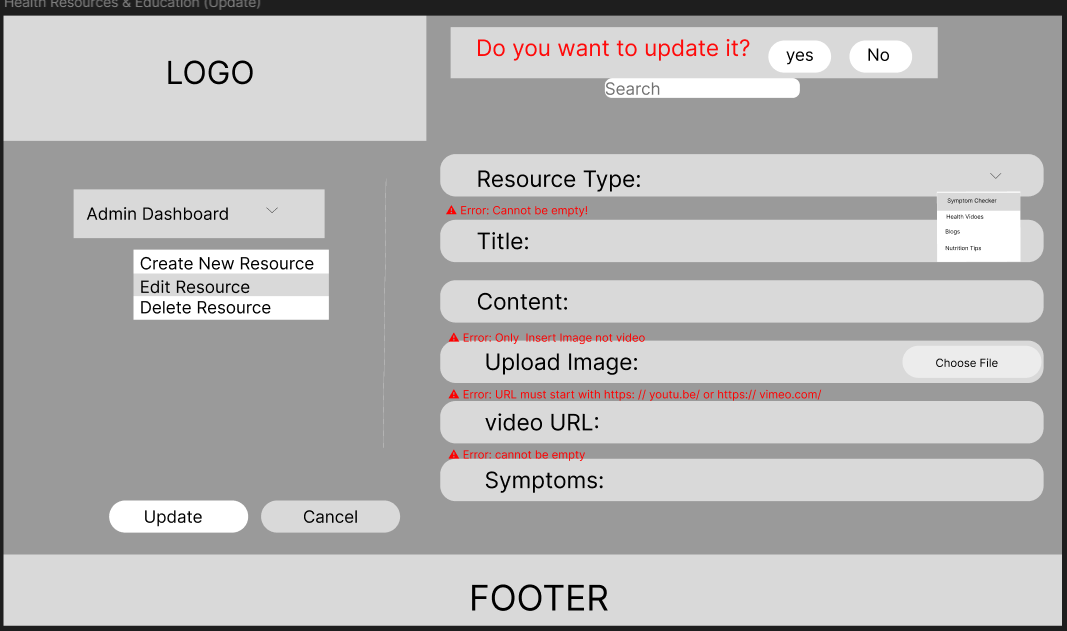 Health Resources & Education (Update)
LOGO
Do you want to update it?
yes
No
Search
Admin Dashboard
Create New Resource
Edit Resource
Delete Resource
Resource Type:
Symptom Checker
Health Vidoes
Blogs
Nutrition Tips
Error: Cannot be empty!
Title:
Content:
Error: Only Insert Image not video
Upload Image:
Choose File
Error: URL must start with https: // youtu.be/ or https:// vimeo.com/
video URL:
Error: cannot be empty
Symptoms:
Update
Cancel
FOOTER